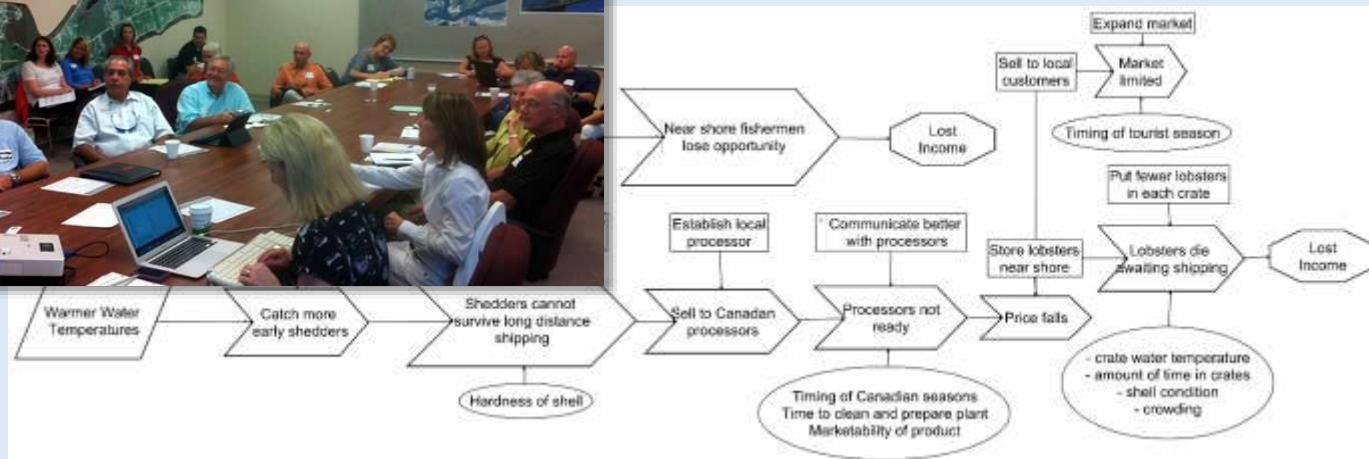 Expand market
Sell to local
customers
Market
limited
Timing of tourist season
Near shore fishermen
lose opportunity
Lost
Income
Put fewer lobsters
in each crate
Establish local
processor
Communicate better
with processors
Store lobsters
near shore
Lobsters die
awaiting shipping
Lost
Income
Warmer Water
Temperatures
Catch more
early shedders
Shedders cannot
survive long distance
shipping
Sell to Canadian
processors
Processors not
ready
Price falls
Hardness of shell
Timing of Canadian seasons
Time to clean and prepare plant
Marketability of product
- crate water temperature
- amount of time in crates
- shell condition
- crowding